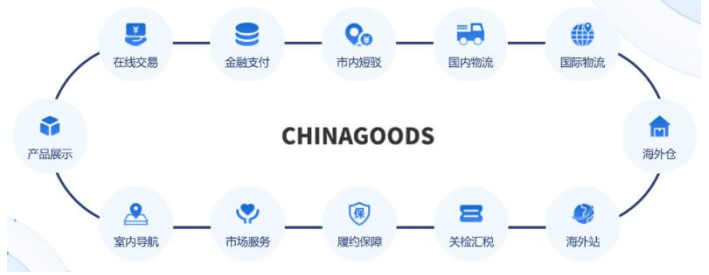 在线交易
金融支付
市内短驳
国内物流
国际物流
产品展示
CHINAGOODS
海外仓
室内导航
市场服务
保
履约保障
关检汇税
海外站